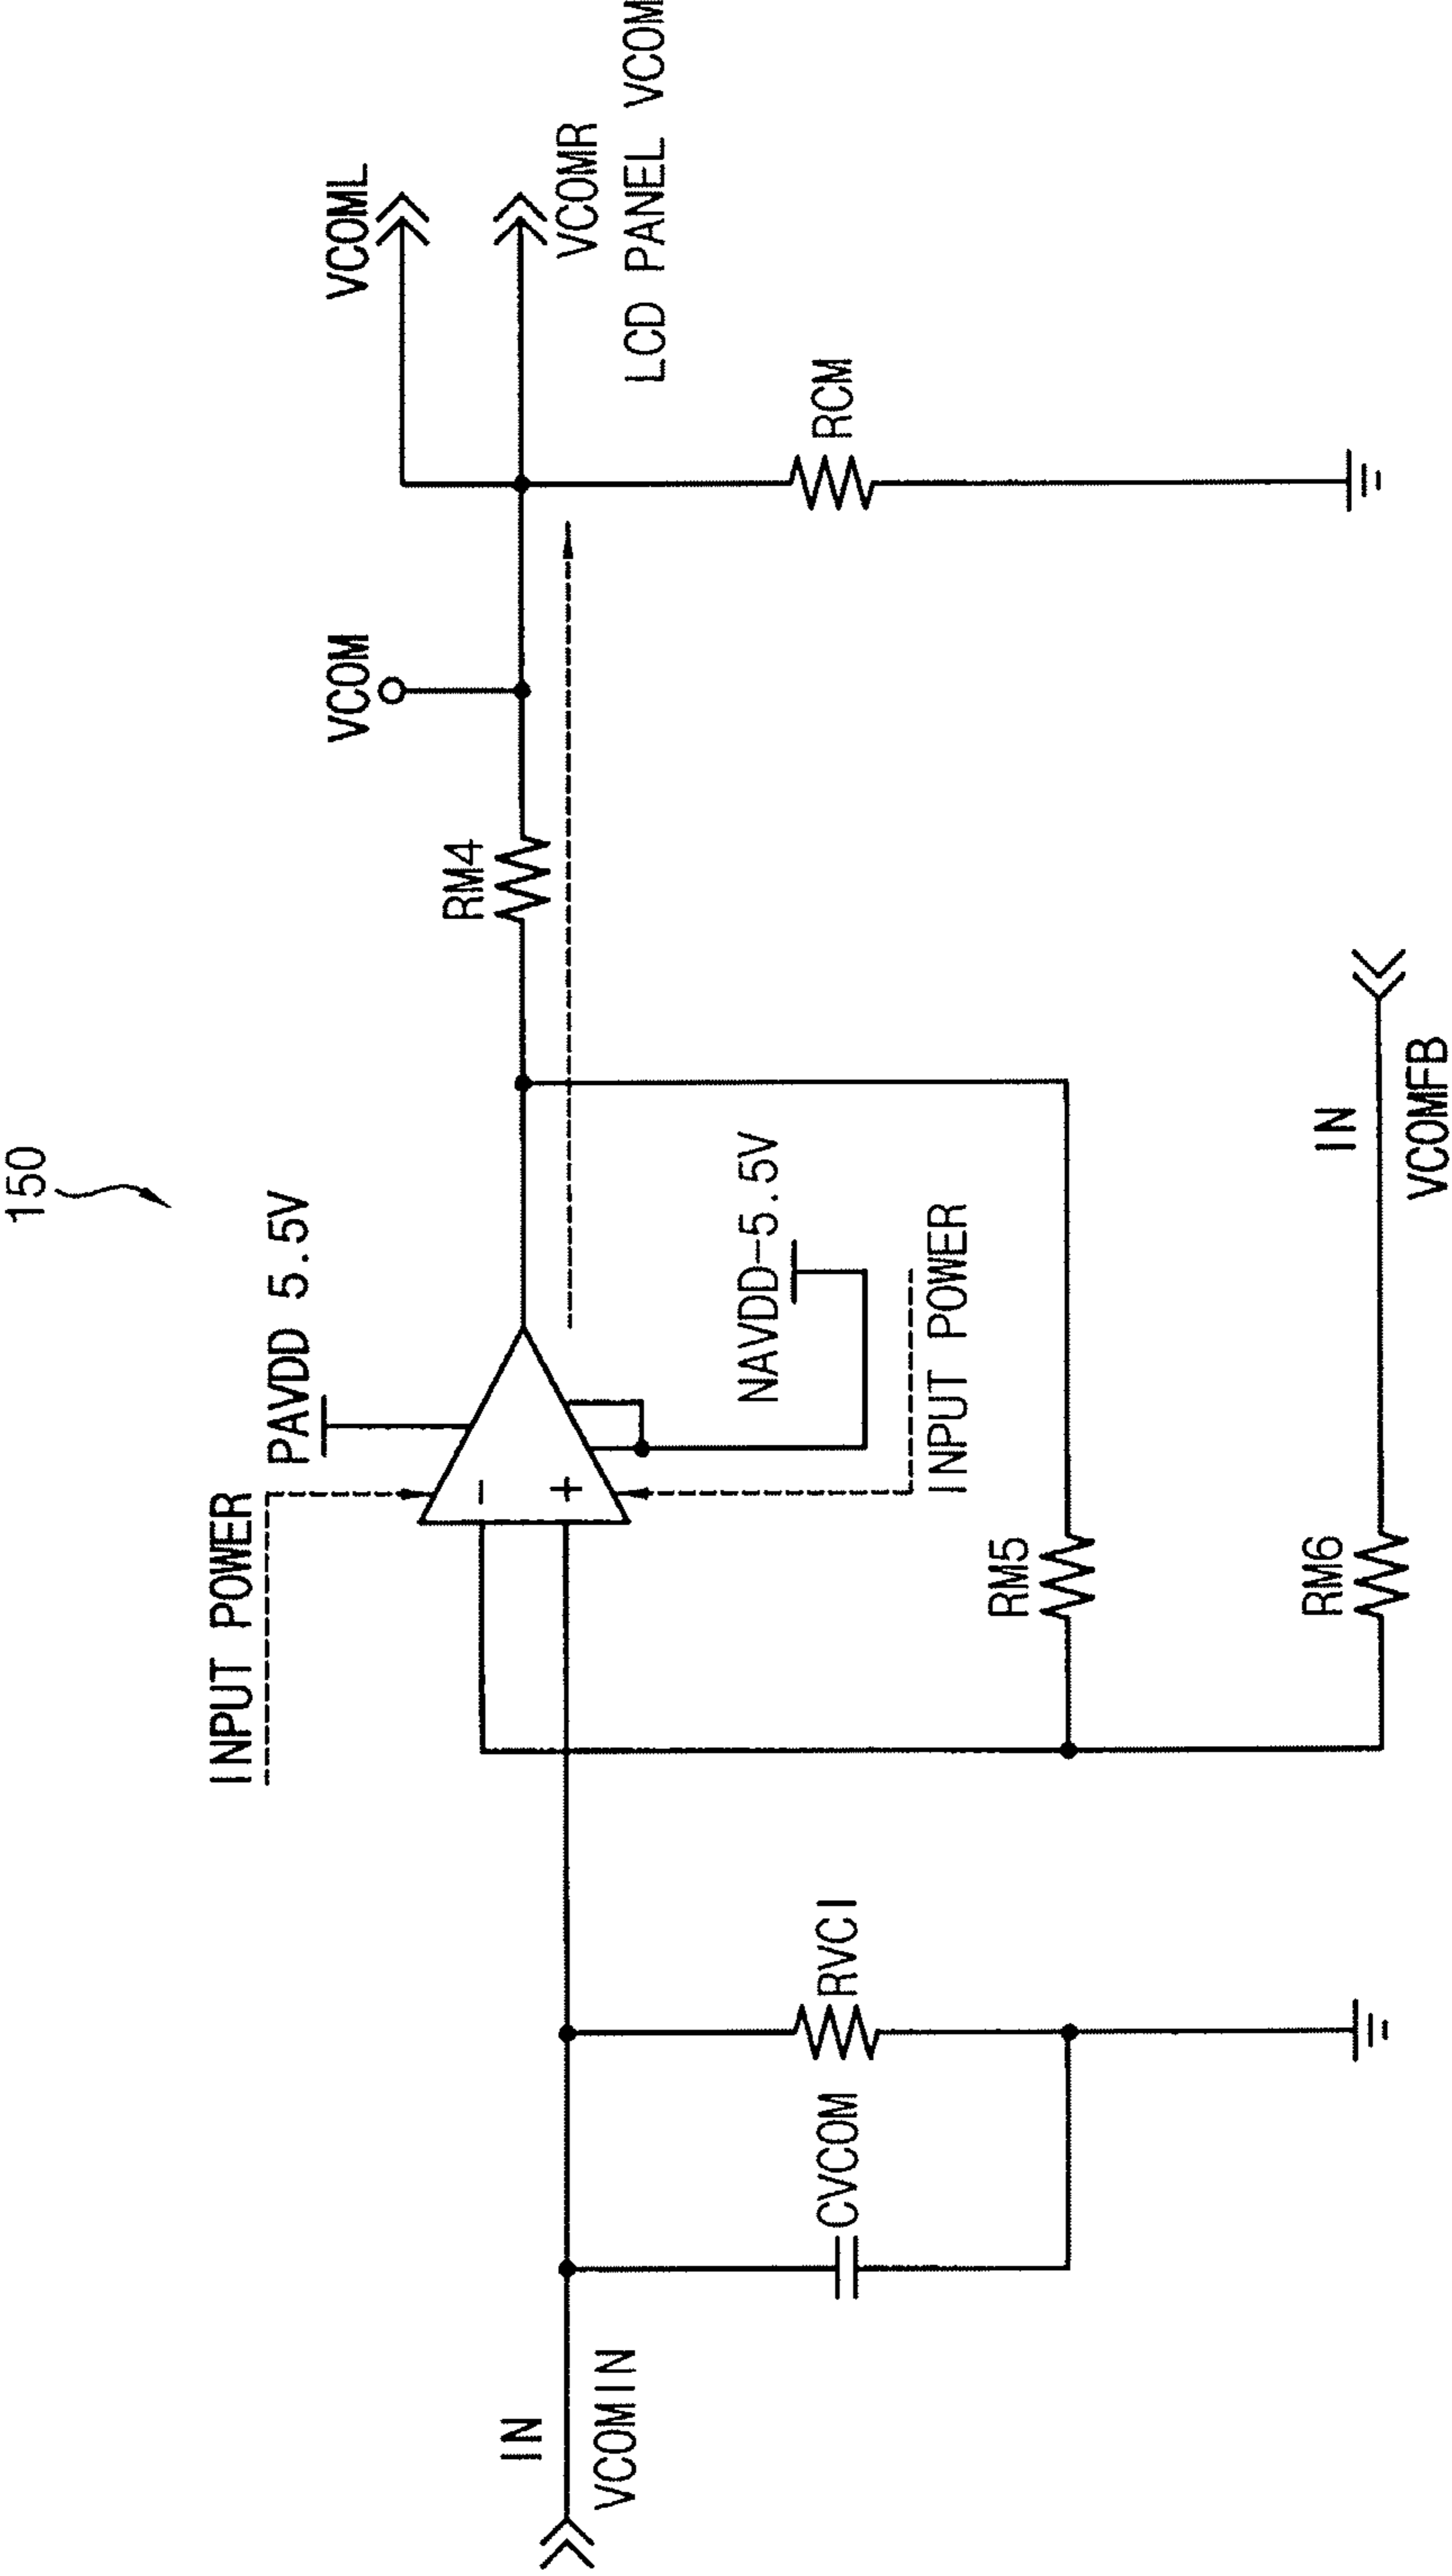 150
VCOML
VCOM
VCOMR
LCD PANEL VCOM
PAVDD 5.5V
INPUT POWER
RM4
NAVDD-5.5V
INPUT POWER
RCM
IN
VCOMIN
CVCOM
RVCI
RM5
RM6
IN
VCOMFB